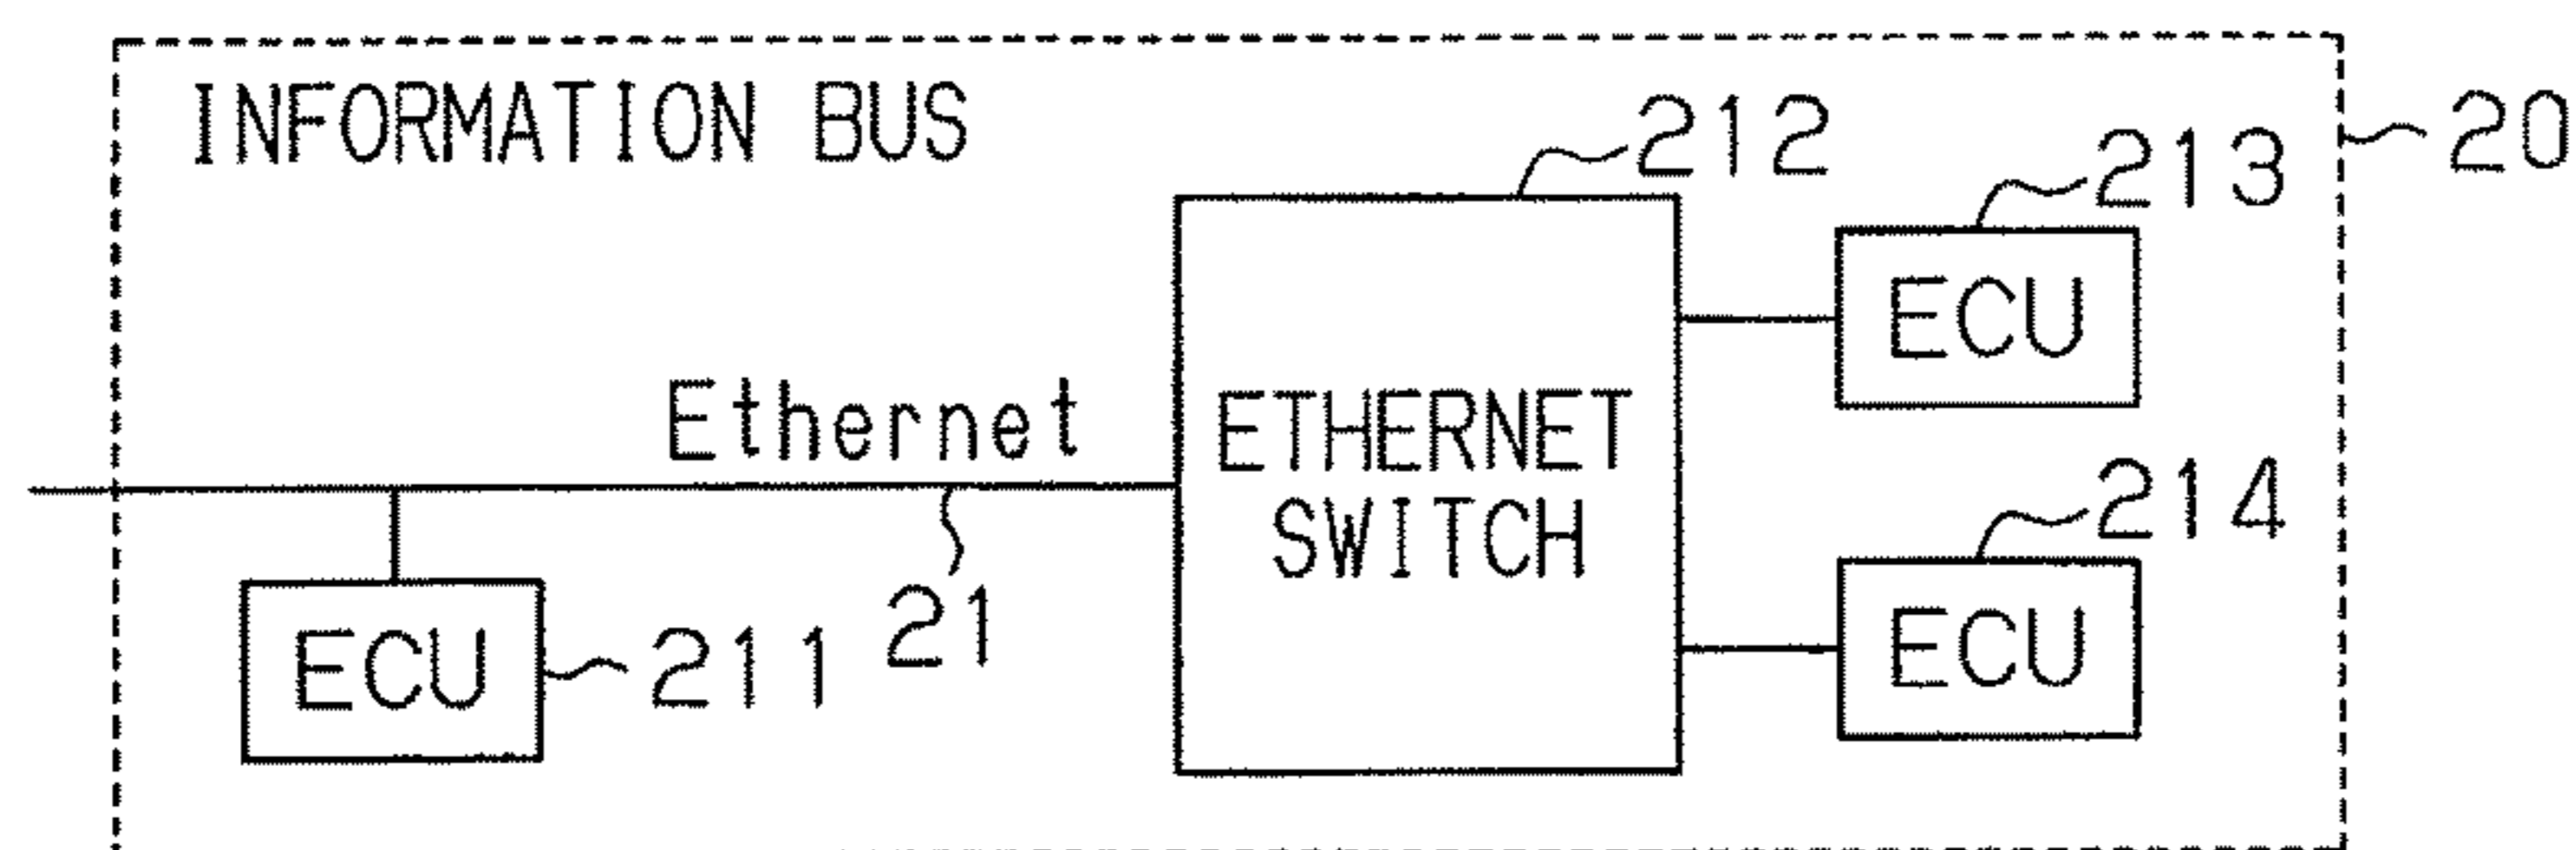 INFORMATION BUS
212
213
20
ECU
Ethernet
ETHERNET
SWITCH
214
21
ECU
211
ECU